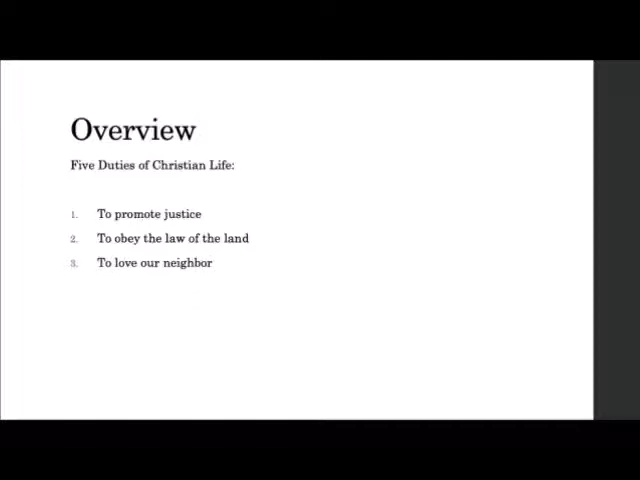 Overview
Five Duties of Christian Life:
1. To promote justice
2. To obey the law of the land
3. To love our neighbor